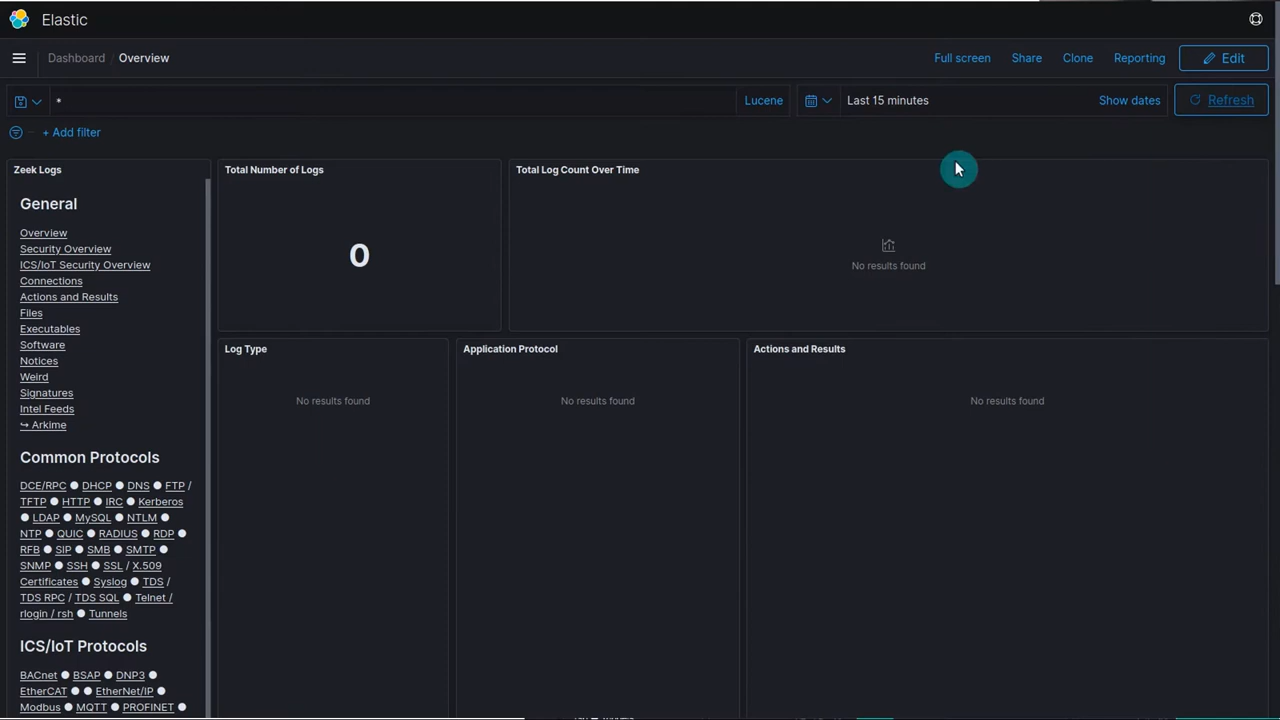 Elastic
Dashboard / Overview
Full screen
Share
Clone
Reporting
Edit
*
Lucene
Last 15 minutes
Show dates
Refresh
+ Add filter
Zeek Logs
General
Overview
Security Overview
ICS/IoT Security Overview
Connections
Actions and Results
Files
Executables
Software
Notices
Weird
Signatures
Intel Feeds
↪ Arkime
Common Protocols
DCE/RPC ● DHCP ● DNS ● FTP /
TFTP ● HTTP ● IRC ● Kerberos
● LDAP ● MySQL ● NTLM ●
NTP ● QUIC ● RADIUS ● RDP ●
RFB ● SIP ● SMB ● SMTP ●
SNMP ● SSH ● SSL / X.509
Certificates ● Syslog ● TDS /
TDS RPC / TDS SQL ● Telnet /
rlogin / rsh ● Tunnels
ICS/IoT Protocols
BACnet ● BSAP ● DNP3 ●
EtherCAT ● ● EtherNet/IP ●
Modbus ● MQTT ● PROFINET ●
Total Number of Logs
0
Total Log Count Over Time
No results found
Log Type
No results found
Application Protocol
No results found
Actions and Results
No results found